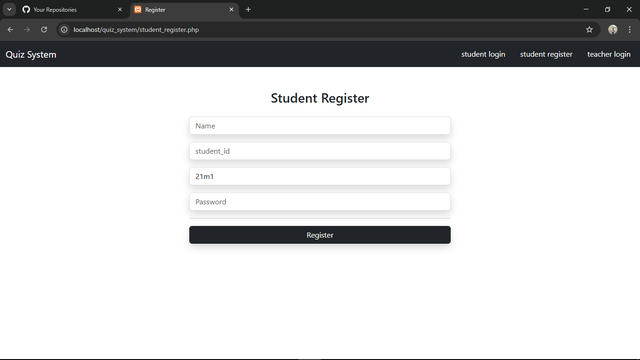 Your Repositories
Register
localhost/quiz_system/student_register.php
Quiz System
student login
student register
teacher login
Student Register
Name
student_id
21m1
Password
Register